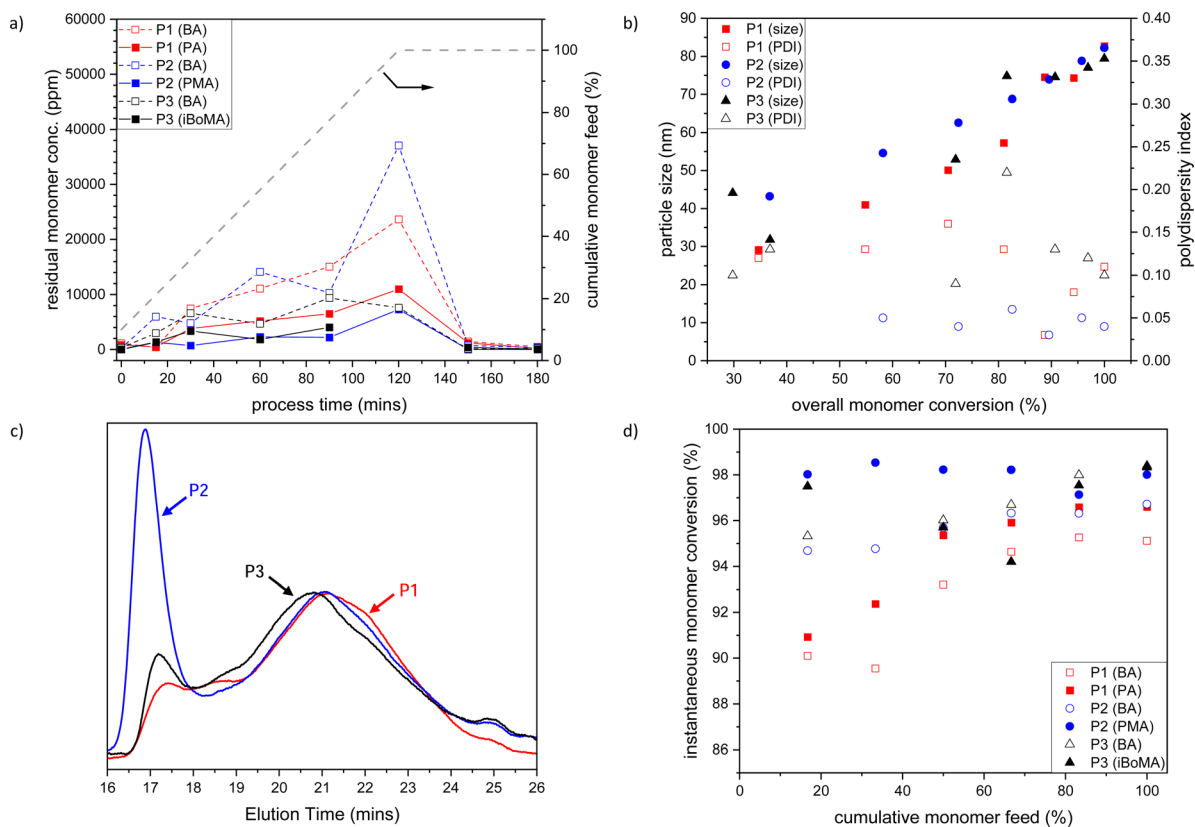 a)
60000
50000
40000
30000
20000
10000
0
residual monomer conc. (ppm)
P1 (BA)
P1 (PA)
P2 (BA)
P2 (PMA)
P3 (BA)
P3 (iBoMA)
100
80
60
40
20
0
cumulative monomer feed (%)
0 20 40 60 80 100 120 140 160 180
process time (mins)
b)
90
80
70
60
50
40
30
20
10
0
particle size (nm)
P1 (size)
P1 (PDI)
P2 (size)
P2 (PDI)
P3 (size)
P3 (PDI)
0.40
0.35
0.30
0.25
0.20
0.15
0.10
0.05
0.00
polydispersity index
30 40 50 60 70 80 90 100
overall monomer conversion (%)
c)
P2
P3
P1
16 17 18 19 20 21 22 23 24 25 26
Elution Time (mins)
d)
100
98
96
94
92
90
88
86
instantaneous monomer conversion (%)
P1 (BA)
P1 (PA)
P2 (BA)
P2 (PMA)
P3 (BA)
P3 (iBoMA)
0 20 40 60 80 100
cumulative monomer feed (%)